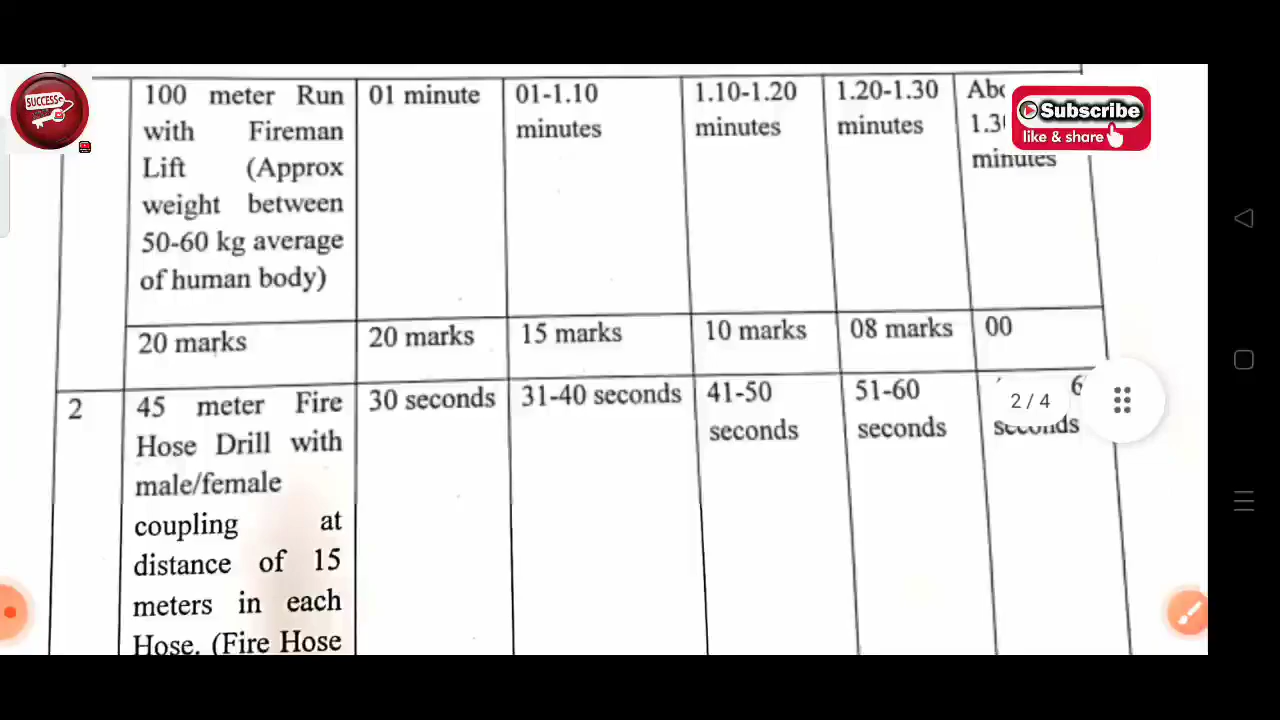 SUCCESS
100 meter Run
with Fireman
Lift (Approx
weight between
50-60 kg average
of human body)
01 minute
01-1.10
minutes
1.10-1.20
minutes
1.20-1.30
minutes
minutes
Subscribe
like & share
20 marks
20 marks
15 marks
10 marks
08 marks
00
2
45 meter Fire
Hose Drill with
male/female
coupling at
distance of 15
meters in each
Hose. (Fire Hose
30 seconds
31-40 seconds
41-50
seconds
51-60
seconds
seconds
2 / 4